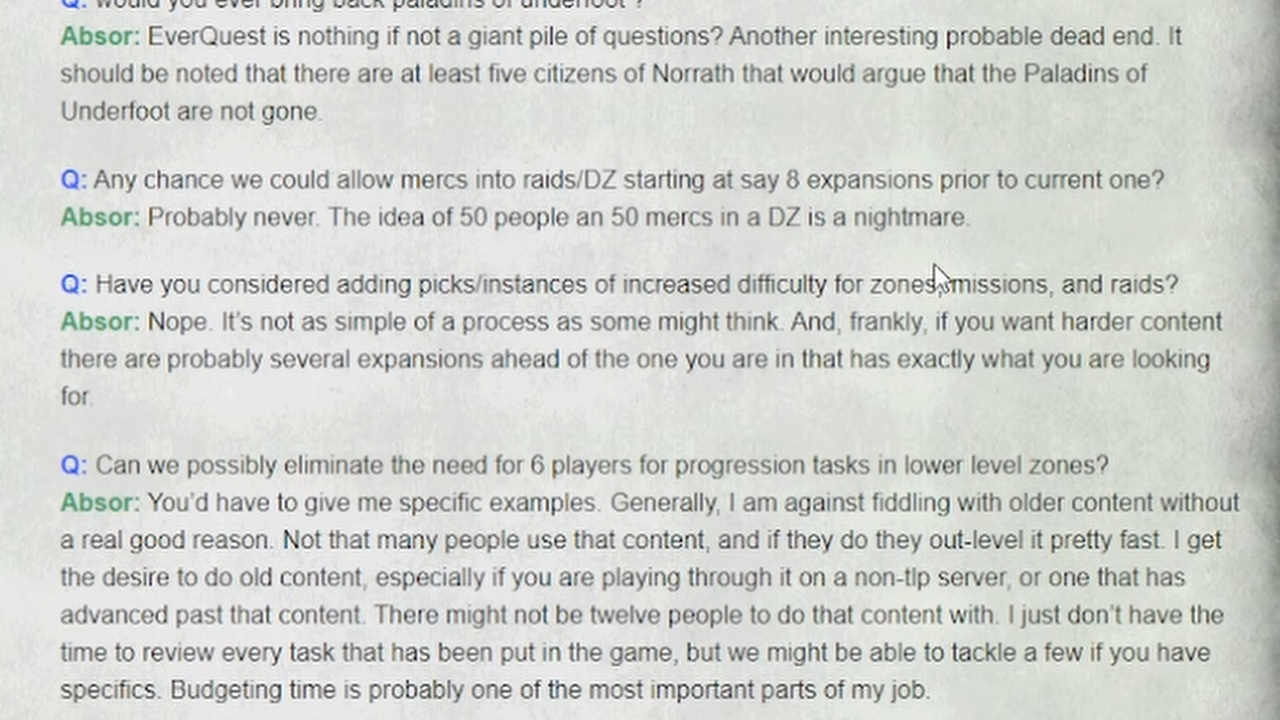 Q: would you ever bring back paladins of underfoot ?
Absor: EverQuest is nothing if not a giant pile of questions? Another interesting probable dead end. It
should be noted that there are at least five citizens of Norrath that would argue that the Paladins of
Underfoot are not gone.
Q: Any chance we could allow mercs into raids/DZ starting at say 8 expansions prior to current one?
Absor: Probably never. The idea of 50 people an 50 mercs in a DZ is a nightmare.
Q: Have you considered adding picks/instances of increased difficulty for zones, missions, and raids?
Absor: Nope. It's not as simple of a process as some might think. And, frankly, if you want harder content
there are probably several expansions ahead of the one you are in that has exactly what you are looking
for.
Q: Can we possibly eliminate the need for 6 players for progression tasks in lower level zones?
Absor: You'd have to give me specific examples. Generally, I am against fiddling with older content without
a real good reason. Not that many people use that content, and if they do they out-level it pretty fast. I get
the desire to do old content, especially if you are playing through it on a non-tlp server, or one that has
advanced past that content. There might not be twelve people to do that content with. I just don't have the
time to review every task that has been put in the game, but we might be able to tackle a few if you have
specifics. Budgeting time is probably one of the most important parts of my job.